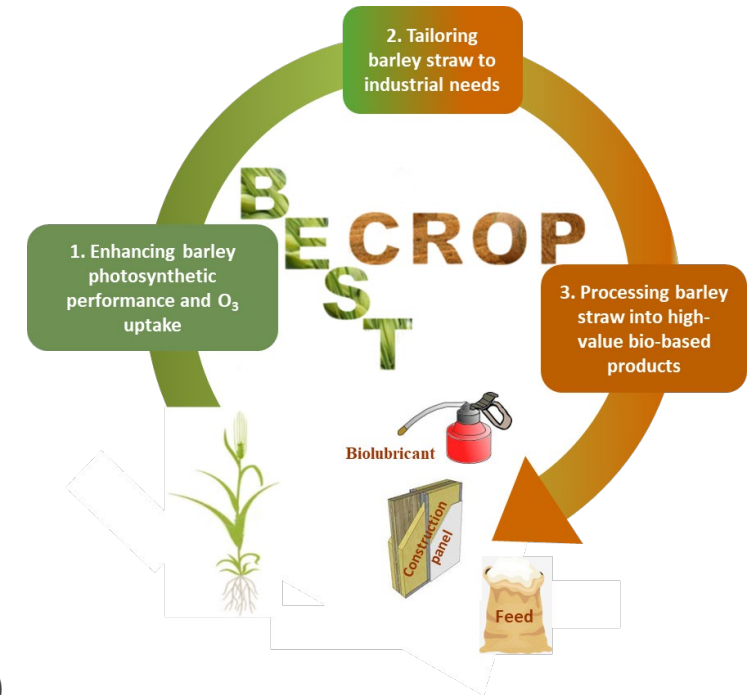 2. Tailoring
barley straw to
industrial needs
BEST
CROP
1. Enhancing barley
photosynthetic
performance and O₃
uptake
3. Processing barley
straw into high-
value bio-based
products
Biolubricant
Construction
panel
Feed